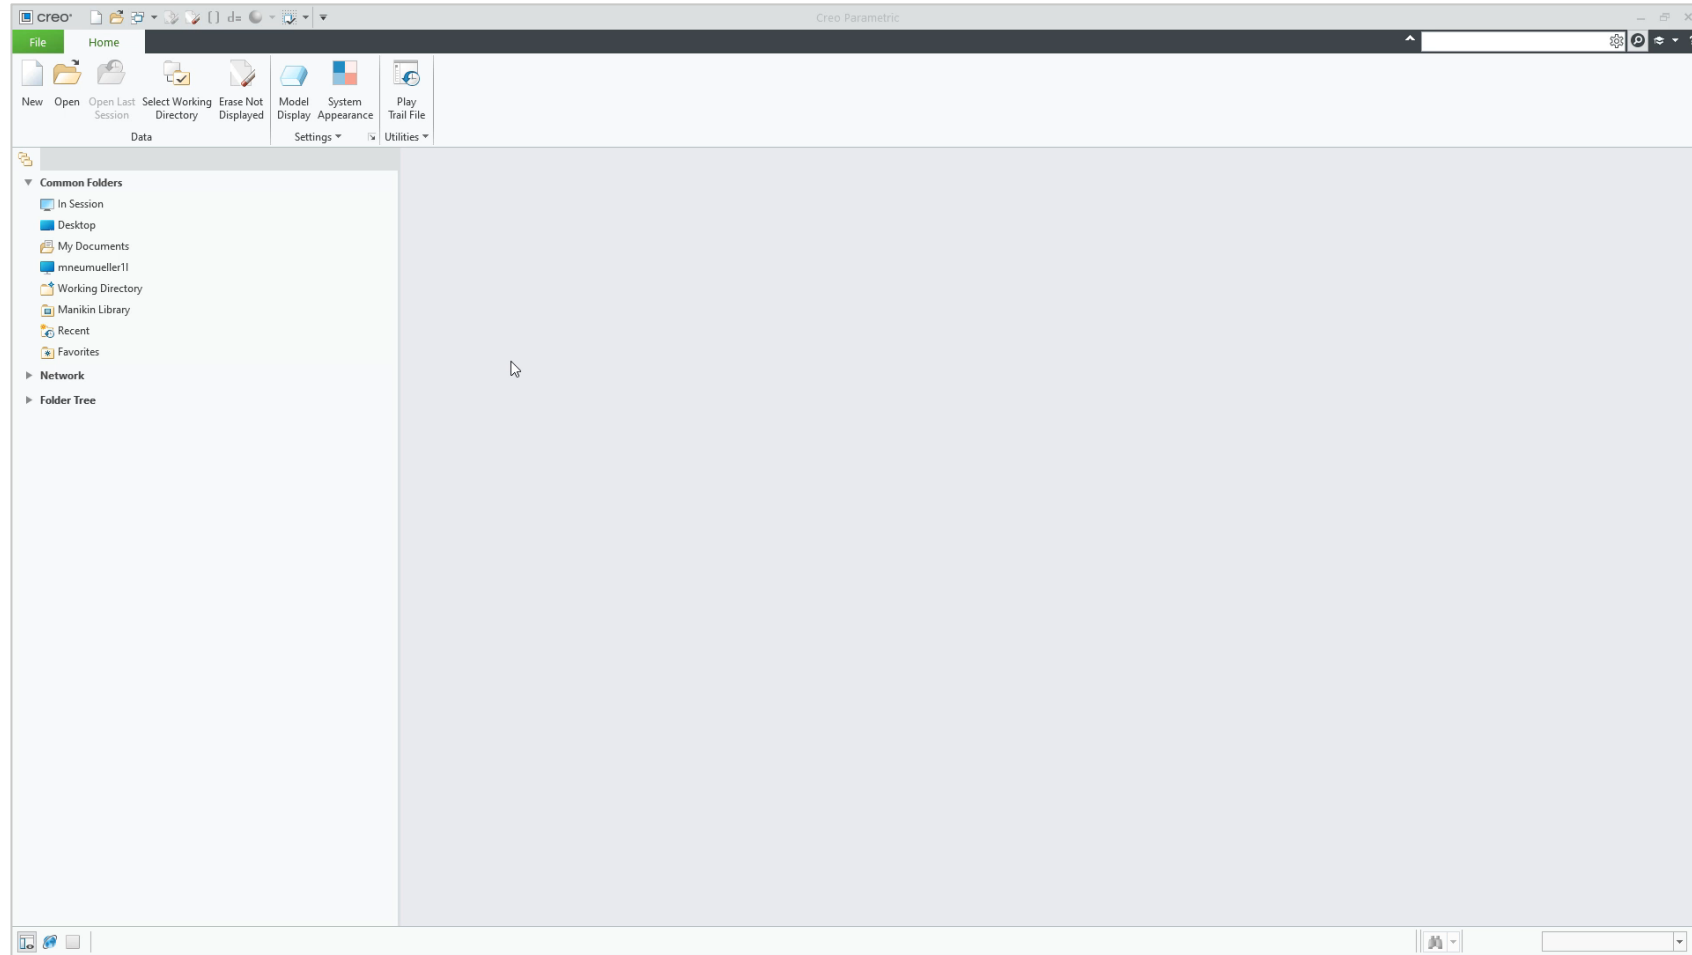 creo
d=
Creo Parametric
File
Home
New
Open
Open Last
Session
Select Working
Directory
Erase Not
Displayed
Model
Display
System
Appearance
Play
Trail File
Data
Settings
Utilities
Common Folders
In Session
Desktop
My Documents
mneumueller1l
Working Directory
Manikin Library
Recent
Favorites
Network
Folder Tree